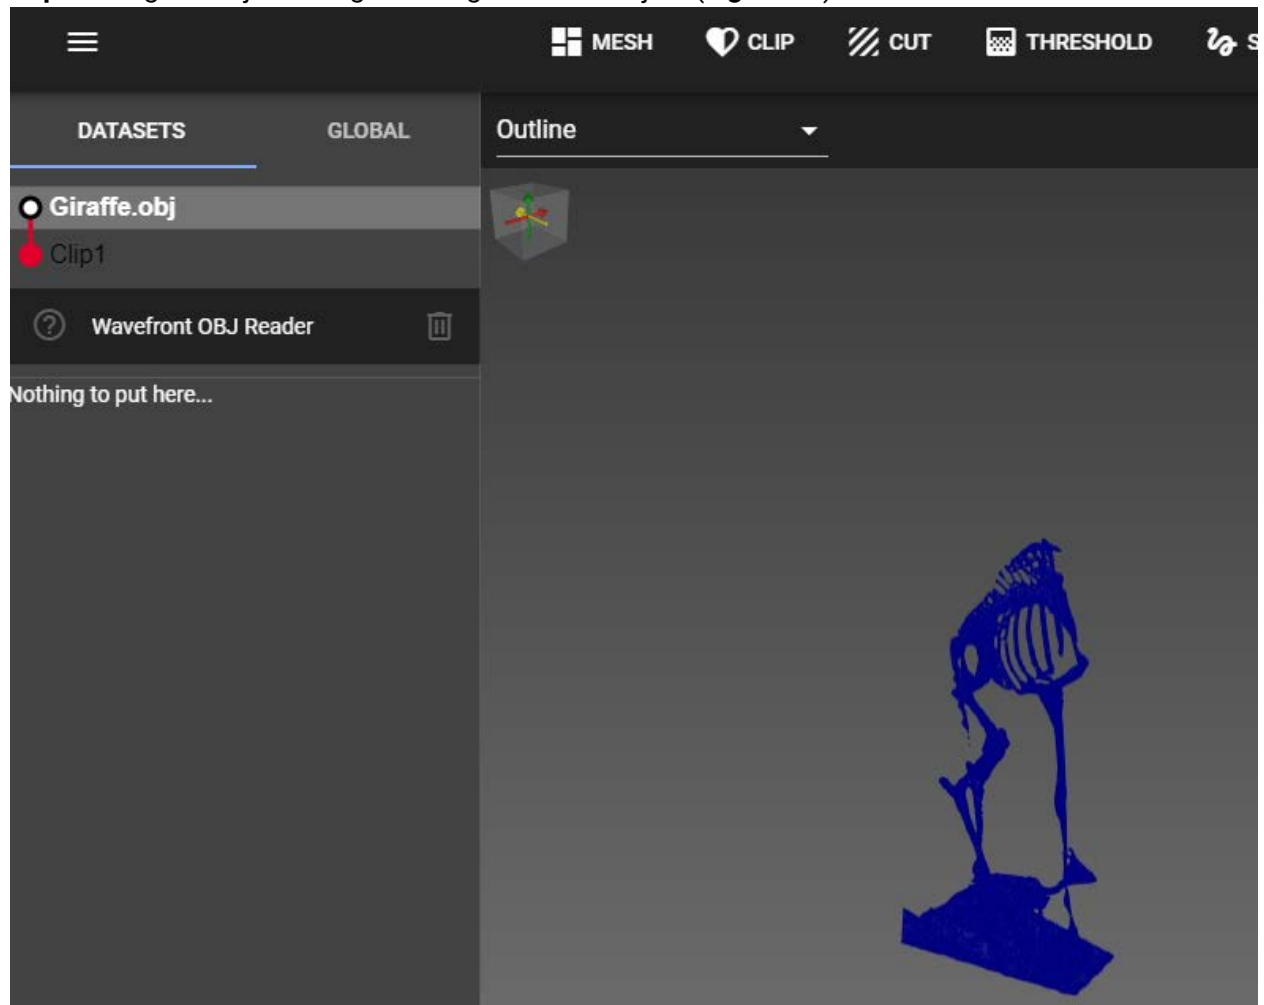 MESH CLIP CUT THRESHOLD S
DATASETS GLOBAL Outline
Giraffe.obj
Clip1
Wavefront OBJ Reader
Nothing to put here...